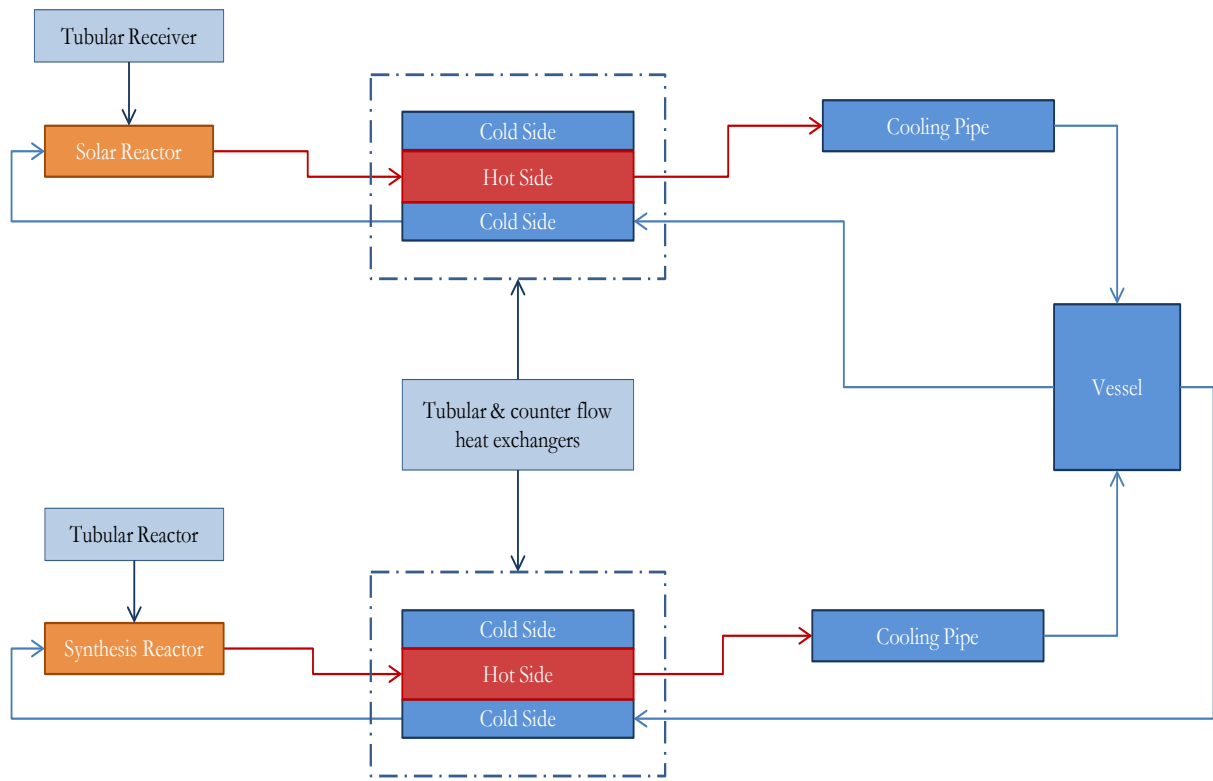 Tubular Receiver
Solar Reactor
Cold Side
Hot Side
Cold Side
Cooling Pipe
Tubular & counter flow
heat exchangers
Vessel
Tubular Reactor
Synthesis Reactor
Cold Side
Hot Side
Cold Side
Cooling Pipe